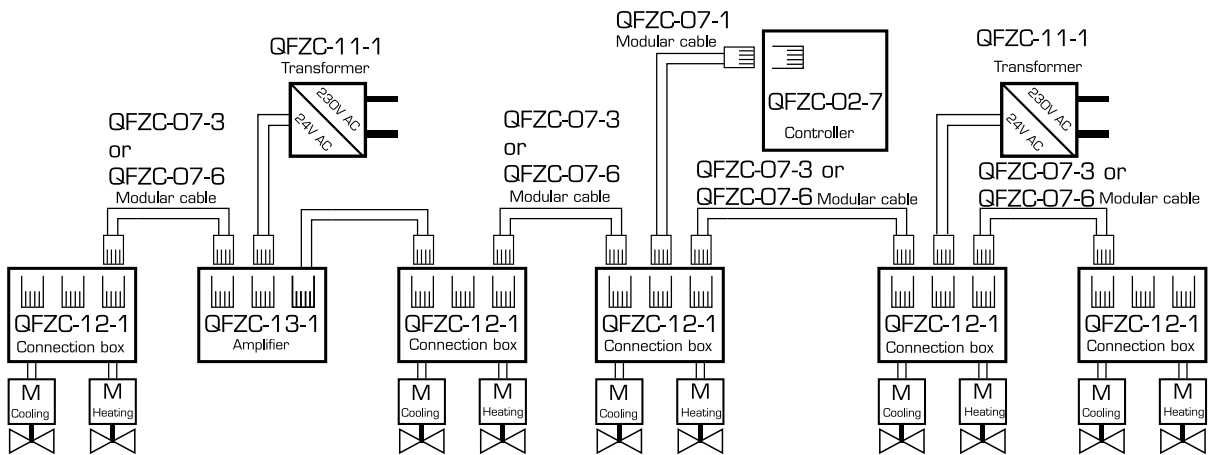 QFZC-11-1
Transformer
230V AC
24V AC
QFZC-07-3
or
QFZC-07-6
Modular cable
QFZC-07-3
or
QFZC-07-6
Modular cable
QFZC-07-1
Modular cable
QFZC-02-7
Controller
QFZC-07-3 or
QFZC-07-6 Modular cable
QFZC-11-1
Transformer
230V AC
24V AC
QFZC-07-3 or
QFZC-07-6 Modular cable
QFZC-12-1
Connection box
QFZC-13-1
Amplifier
QFZC-12-1
Connection box
QFZC-12-1
Connection box
QFZC-12-1
Connection box
QFZC-12-1
Connection box
M
Cooling
M
Heating
M
Cooling
M
Heating
M
Cooling
M
Heating
M
Cooling
M
Heating
M
Cooling
M
Heating